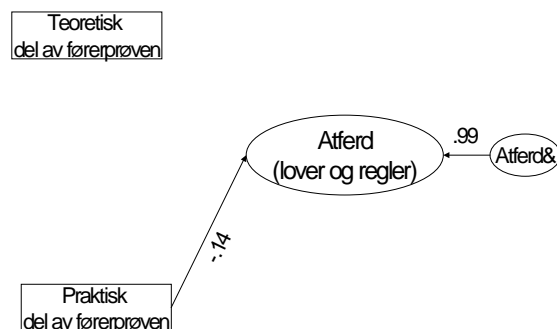 Teoretisk
del av førerprøven
Atferd
(lover og regler)
.99
Atferd&
-.14
Praktisk
del av førerprøven